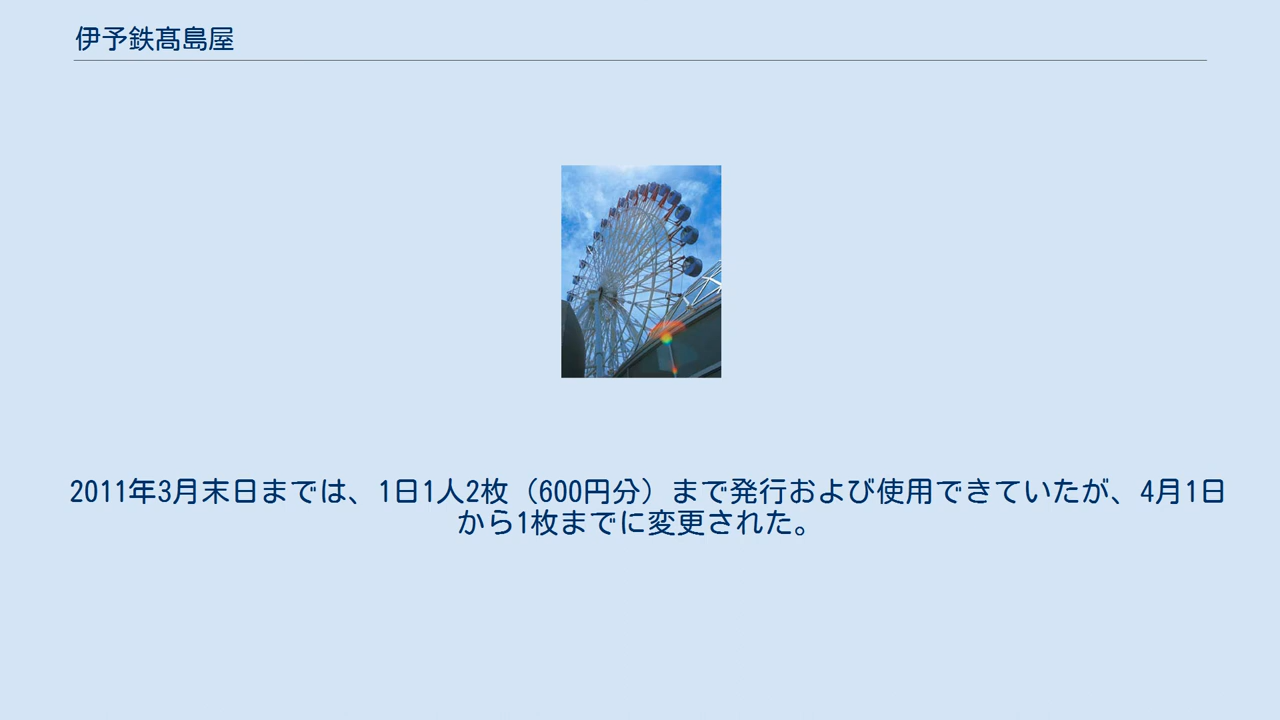 伊予鉄髙島屋
2011年3月末日までは、1日1人2枚（600円分）まで発行および使用できていたが、4月1日
から1枚までに変更された。